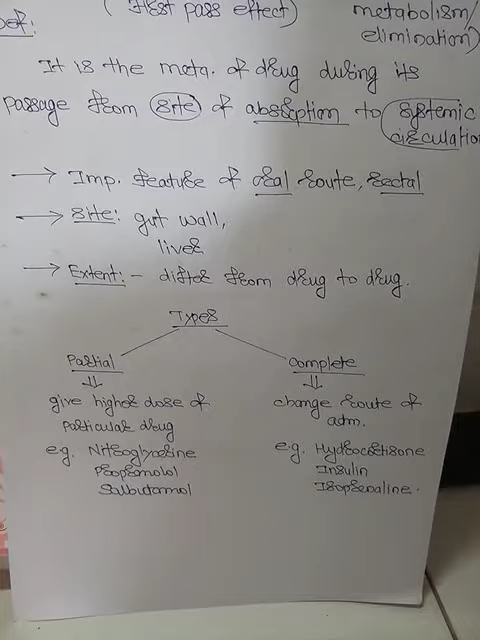 (First pass effect) metabolism/
Def: elimination)
It is the meta. of drug during its
passage from site of absorption to systemic
circulation
→ Imp. feature of oral route, rectal
→ Site: gut wall,
liver
→ Extent:- differ from drug to drug.
Types
Partial
⇓
give higher dose of
particular drug
e.g. Nitroglycerine
Propranolol
Salbutamol
Complete
⇓
change route of
adm.
e.g. Hydrocortisone
Insulin
Isoprenaline.